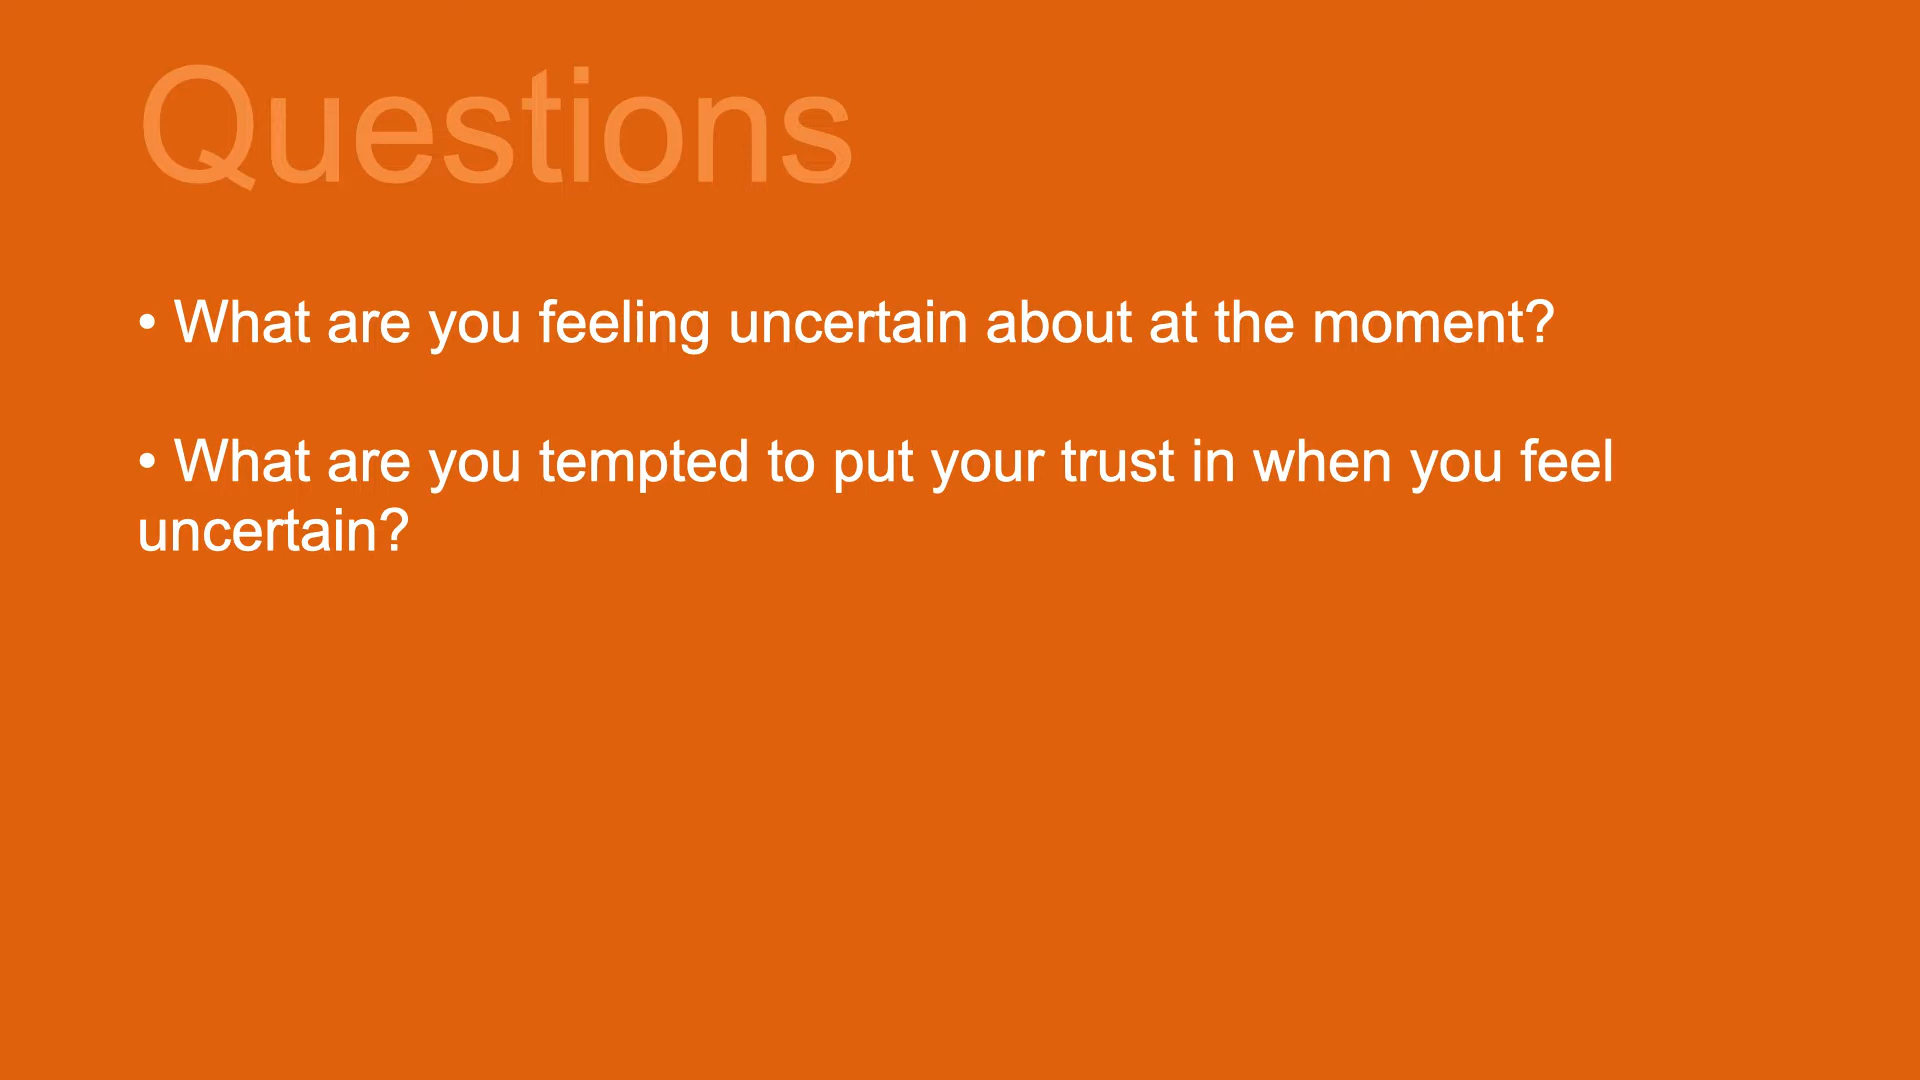 Questions
• What are you feeling uncertain about at the moment?
• What are you tempted to put your trust in when you feel
uncertain?